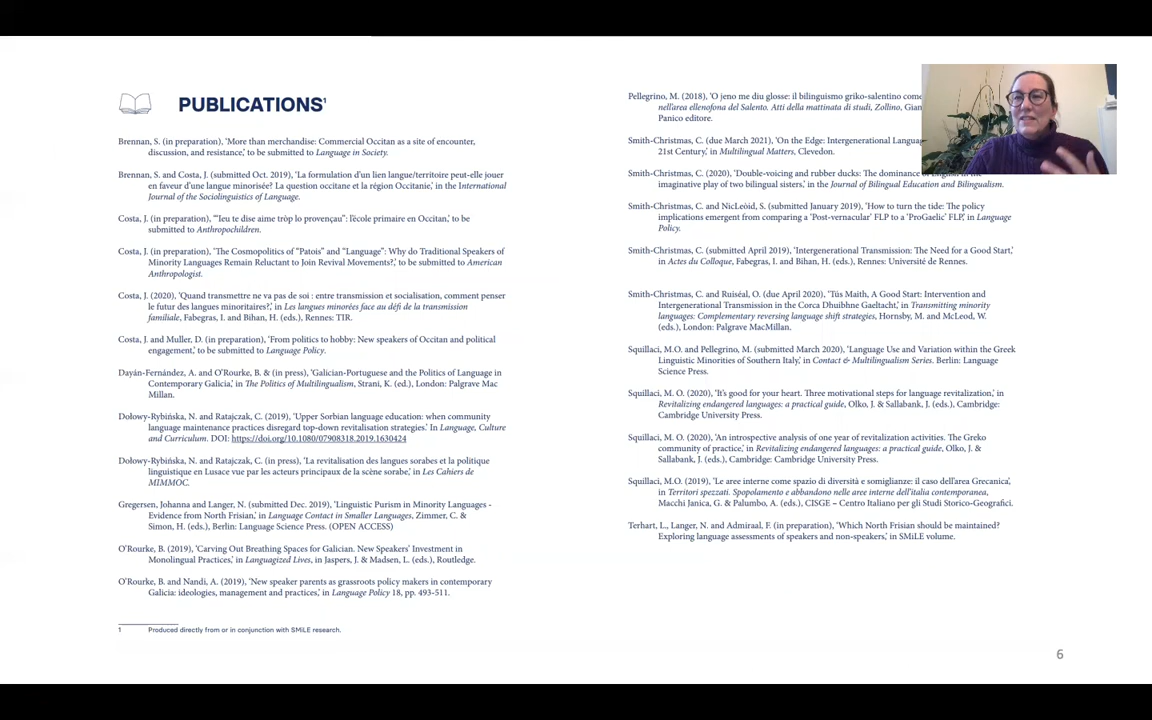 PUBLICATIONS¹
Brennan, S. (in preparation), ‘More than merchandise: Commercial Occitan as a site of encounter,
discussion, and resistance,’ to be submitted to Language in Society.
Brennan, S. and Costa, J. (submitted Oct. 2019), ‘La formulation d’un lien langue/territoire peut-elle jouer
en faveur d’une langue minorisée? La question occitane et la région Occitanie,’ in the International
Journal of the Sociolinguistics of Language.
Costa, J. (in preparation), ‘“Ieu te dise aime tròp lo provençau”: l’école primaire en Occitan,’ to be
submitted to Anthropochildren.
Costa, J. (in preparation), ‘The Cosmopolitics of “Patois” and “Language”: Why do Traditional Speakers of
Minority Languages Remain Reluctant to Join Revival Movements?,’ to be submitted to American
Anthropologist.
Costa, J. (2020), ‘Quand transmettre ne va pas de soi : entre transmission et socialisation, comment penser
le futur des langues minoritaires?,’ in Les langues minorées face au défi de la transmission
familiale, Fabegras, I. and Bihan, H. (eds.), Rennes: TIR.
Costa, J. and Muller, D. (in preparation), ‘From politics to hobby: New speakers of Occitan and political
engagement,’ to be submitted to Language Policy.
Dayán-Fernández, A. and O’Rourke, B. & (in press), ‘Galician-Portuguese and the Politics of Language in
Contemporary Galicia,’ in The Politics of Multilingualism, Strani, K. (ed.), London: Palgrave Mac
Millan.
Dołowy-Rybińska, N. and Ratajczak, C. (2019), ‘Upper Sorbian language education: when community
language maintenance practices disregard top-down revitalisation strategies.’ In Language, Culture
and Curriculum. DOI: https://doi.org/10.1080/07908318.2019.1630424
Dołowy-Rybińska, N. and Ratajczak, C. (in press), ‘La revitalisation des langues sorabes et la politique
linguistique en Lusace vue par les acteurs principaux de la scène sorabe,’ in Les Cahiers de
MIMMOC.
Gregersen, Johanna and Langer, N. (submitted Dec. 2019), ‘Linguistic Purism in Minority Languages -
Evidence from North Frisian,’ in Language Contact in Smaller Languages, Zimmer, C. &
Simon, H. (eds.), Berlin: Language Science Press. (OPEN ACCESS)
O’Rourke, B. (2019), ‘Carving Out Breathing Spaces for Galician. New Speakers’ Investment in
Monolingual Practices,’ in Languagized Lives, in Jaspers, J. & Madsen, L. (eds.), Routledge.
O’Rourke, B. and Nandi, A. (2019), ‘New speaker parents as grassroots policy makers in contemporary
Galicia: ideologies, management and practices,’ in Language Policy 18, pp. 493-511.
1 Produced directly from or in conjunction with SMiLE research.
Pellegrino, M. (2018), ‘O jeno me diu glosse: il bilinguismo griko-salentino come
nell’area ellenofona del Salento. Atti della mattinata di studi, Zollino,
Panico editore.
Smith-Christmas, C. (due March 2021), ‘On the Edge: Intergenerational
21st Century,’ in Multilingual Matters, Clevedon.
Smith-Christmas, C. (2020), ‘Double-voicing and rubber ducks: The dominance
imaginative play of two bilingual sisters,’ in the Journal of Bilingual Education and Bilingualism.
Smith-Christmas, C. and NicLeòid, S. (submitted January 2019), ‘How to turn the tide: The policy
implications emergent from comparing a ‘Post-vernacular’ FLP to a ‘ProGaelic’ FLP,’ in Language
Policy.
Smith-Christmas, C. (submitted April 2019), ‘Intergenerational Transmission: The Need for a Good Start,’
in Actes du Colloque, Fabegras, I. and Bihan, H. (eds.), Rennes: Université de Rennes.
Smith-Christmas, C. and Ruiséal, O. (due April 2020), ‘Tús Maith, A Good Start: Intervention and
Intergenerational Transmission in the Corca Dhuibhne Gaeltacht,’ in Transmitting minority
languages: Complementary reversing language shift strategies, Hornsby, M. and McLeod, W.
(eds.), London: Palgrave MacMillan.
Squillaci, M.O. and Pellegrino, M. (submitted March 2020), ‘Language Use and Variation within the Greek
Linguistic Minorities of Southern Italy,’ in Contact & Multilingualism Series. Berlin: Language
Science Press.
Squillaci, M. O. (2020), ‘It’s good for your heart. Three motivational steps for language revitalization,’ in
Revitalizing endangered languages: a practical guide, Olko, J. & Sallabank, J. (eds.), Cambridge:
Cambridge University Press.
Squillaci, M. O. (2020), ‘An introspective analysis of one year of revitalization activities. The Greko
community of practice,’ in Revitalizing endangered languages: a practical guide, Olko, J. &
Sallabank, J. (eds.), Cambridge: Cambridge University Press.
Squillaci, M.O. (2019), ‘Le aree interne come spazio di diversità e somiglianze: il caso dell’area Grecanica’,
in Territori spezzati. Spopolamento e abbandono nelle aree interne dell’italia contemporanea,
Macchi Janica, G. & Palumbo, A. (eds.), CISGE – Centro Italiano per gli Studi Storico-Geografici.
Terhart, L., Langer, N. and Admiraal, F. (in preparation), ‘Which North Frisian should be maintained?
Exploring language assessments of speakers and non-speakers,’ in SMiLE volume.
6